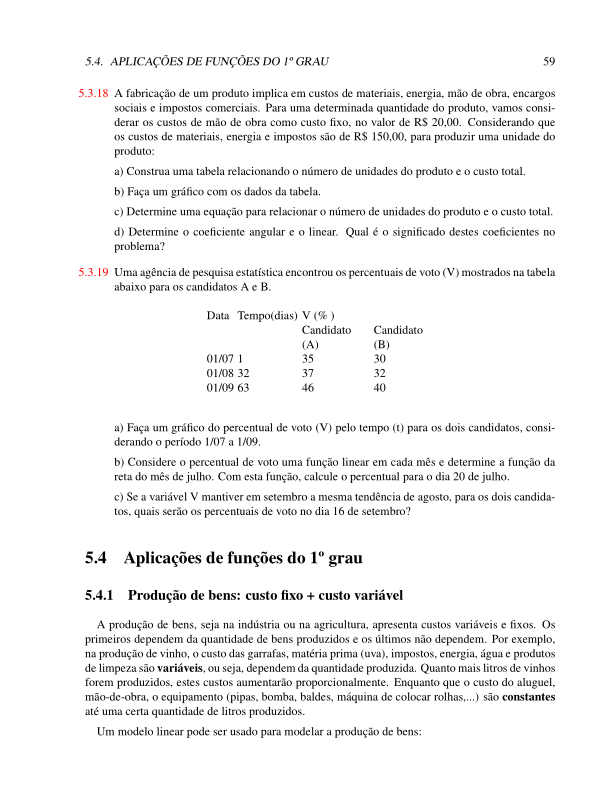 5.4. APLICAÇÕES DE FUNÇÕES DO 1º GRAU 59
5.3.18 A fabricação de um produto implica em custos de materiais, energia, mão de obra, encargos
sociais e impostos comerciais. Para uma determinada quantidade do produto, vamos consi-
derar os custos de mão de obra como custo fixo, no valor de R$ 20,00. Considerando que
os custos de materiais, energia e impostos são de R$ 150,00, para produzir uma unidade do
produto:
a) Construa uma tabela relacionando o número de unidades do produto e o custo total.
b) Faça um gráfico com os dados da tabela.
c) Determine uma equação para relacionar o número de unidades do produto e o custo total.
d) Determine o coeficiente angular e o linear. Qual é o significado destes coeficientes no
problema?
5.3.19 Uma agência de pesquisa estatística encontrou os percentuais de voto (V) mostrados na tabela
abaixo para os candidatos A e B.
Data Tempo(dias) V (% )
Candidato Candidato
(A) (B)
01/07 1 35 30
01/08 32 37 32
01/09 63 46 40
a) Faça um gráfico do percentual de voto (V) pelo tempo (t) para os dois candidatos, consi-
derando o período 1/07 a 1/09.
b) Considere o percentual de voto uma função linear em cada mês e determine a função da
reta do mês de julho. Com esta função, calcule o percentual para o dia 20 de julho.
c) Se a variável V mantiver em setembro a mesma tendência de agosto, para os dois candida-
tos, quais serão os percentuais de voto no dia 16 de setembro?
5.4 Aplicações de funções do 1º grau
5.4.1 Produção de bens: custo fixo + custo variável
A produção de bens, seja na indústria ou na agricultura, apresenta custos variáveis e fixos. Os
primeiros dependem da quantidade de bens produzidos e os últimos não dependem. Por exemplo,
na produção de vinho, o custo das garrafas, matéria prima (uva), impostos, energia, água e produtos
de limpeza são variáveis, ou seja, dependem da quantidade produzida. Quanto mais litros de vinhos
forem produzidos, estes custos aumentarão proporcionalmente. Enquanto que o custo do aluguel,
mão-de-obra, o equipamento (pipas, bomba, baldes, máquina de colocar rolhas,...) são constantes
até uma certa quantidade de litros produzidos.
Um modelo linear pode ser usado para modelar a produção de bens: